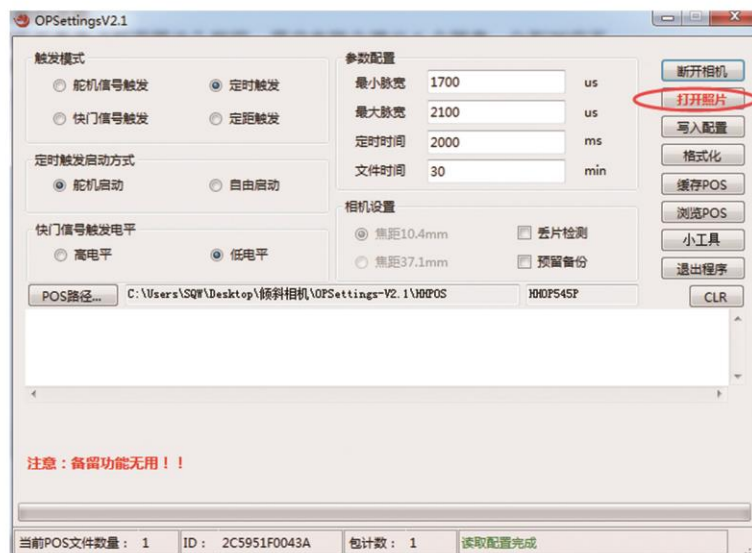 OPSettingsV2.1
触发模式
舵机信号触发
定时触发
快门信号触发
定距触发
定时触发启动方式
舵机启动
自由启动
快门信号触发电平
高电平
低电平
参数配置
最小脉宽 1700 us
最大脉宽 2100 us
定时时间 2000 ms
文件时间 30 min
相机设置
焦距10.4mm
丢片检测
焦距37.1mm
预留备份
断开相机
打开照片
写入配置
格式化
缓存POS
浏览POS
小工具
退出程序
POS路径... C:\Users\SQW\Desktop\倾斜相机\OPSettings-V2.1\HHPOS HHOP545P CLR
注意：备留功能无用！！
当前POS文件数量： 1 ID： 2C5951F0043A 包计数： 1 读取配置完成